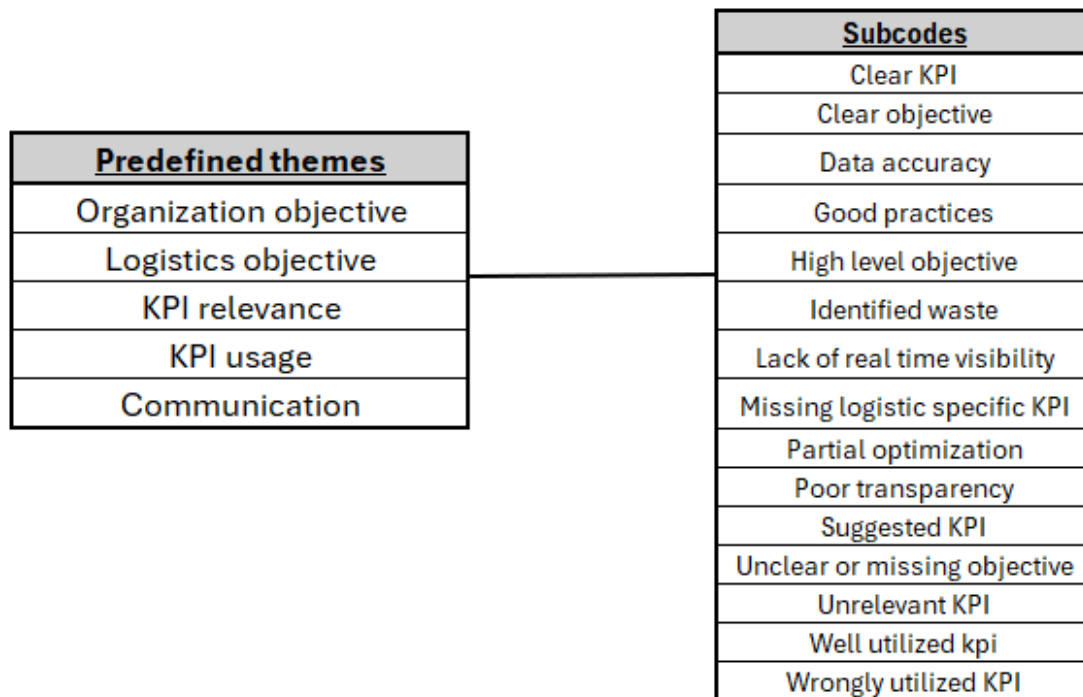 Predefined themes
Organization objective
Logistics objective
KPI relevance
KPI usage
Communication
Subcodes
Clear KPI
Clear objective
Data accuracy
Good practices
High level objective
Identified waste
Lack of real time visibility
Missing logistic specific KPI
Partial optimization
Poor transparency
Suggested KPI
Unclear or missing objective
Unrelevant KPI
Well utilized kpi
Wrongly utilized KPI